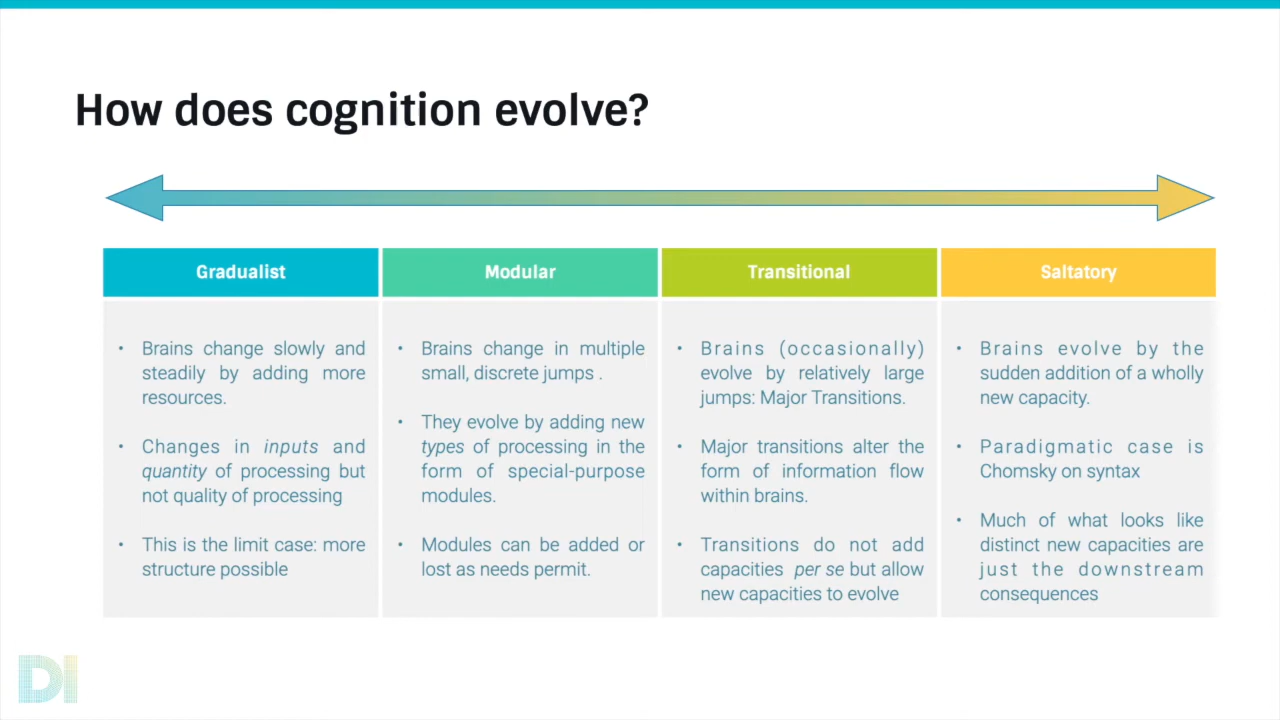 How does cognition evolve?
Gradualist
Modular
Transitional
Saltatory
• Brains change slowly and
steadily by adding more
resources.
• Changes in inputs and
quantity of processing but
not quality of processing
• This is the limit case: more
structure possible
• Brains change in multiple
small, discrete jumps .
• They evolve by adding new
types of processing in the
form of special-purpose
modules.
• Modules can be added or
lost as needs permit.
• Brains (occasionally)
evolve by relatively large
jumps: Major Transitions.
• Major transitions alter the
form of information flow
within brains.
• Transitions do not add
capacities per se but allow
new capacities to evolve
• Brains evolve by the
sudden addition of a wholly
new capacity.
• Paradigmatic case is
Chomsky on syntax
• Much of what looks like
distinct new capacities are
just the downstream
consequences
DI